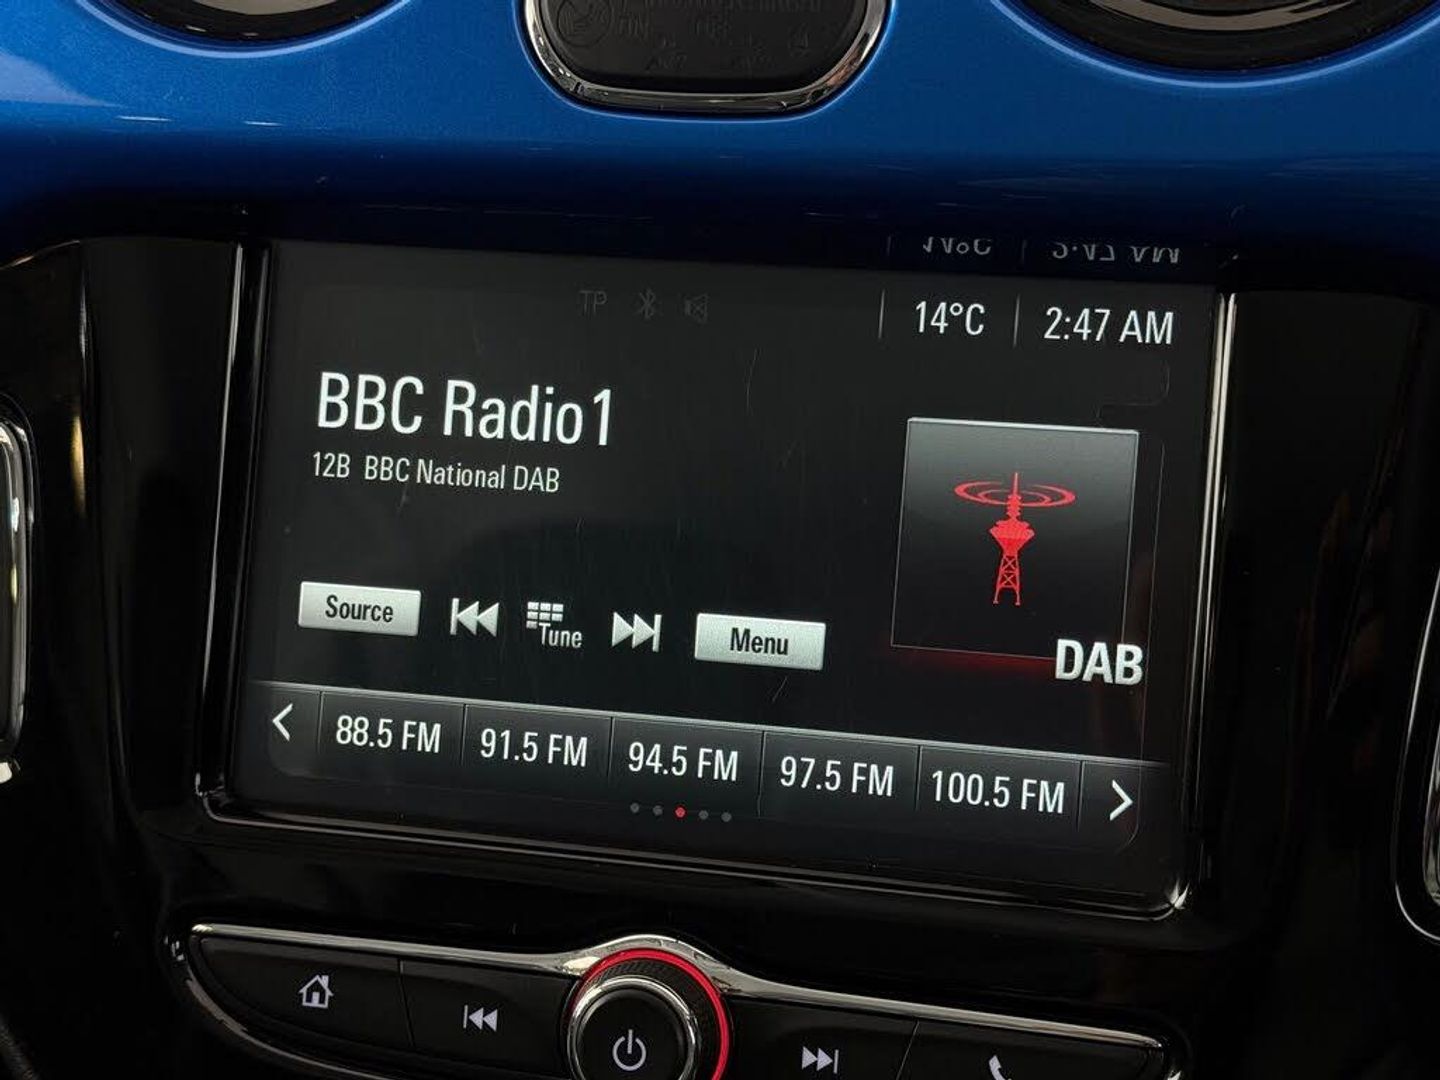 TP
14°C 2:47 AM
BBC Radio1
12B BBC National DAB
Source Tune Menu
DAB
88.5 FM 91.5 FM 94.5 FM 97.5 FM 100.5 FM